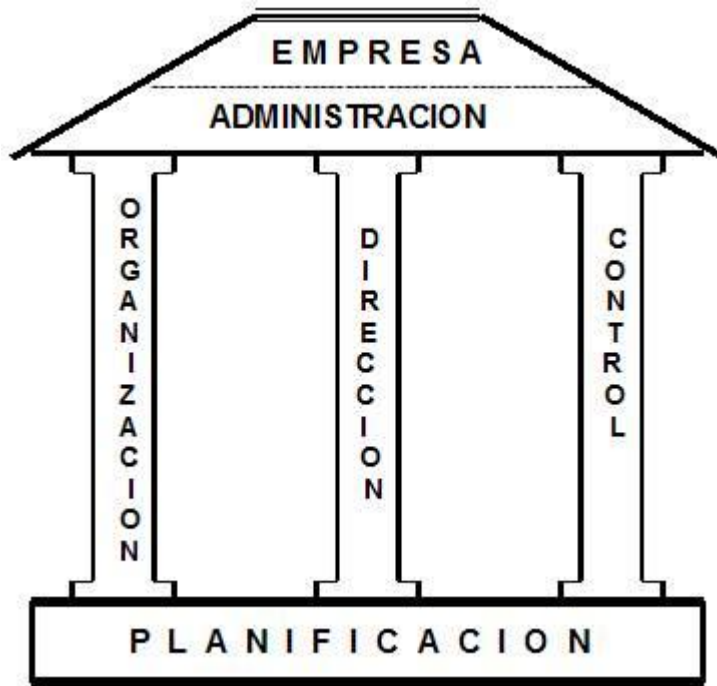 EMPRESA
ADMINISTRACION
ORGANIZACION
DIRECCION
CONTROL
PLANIFICACION